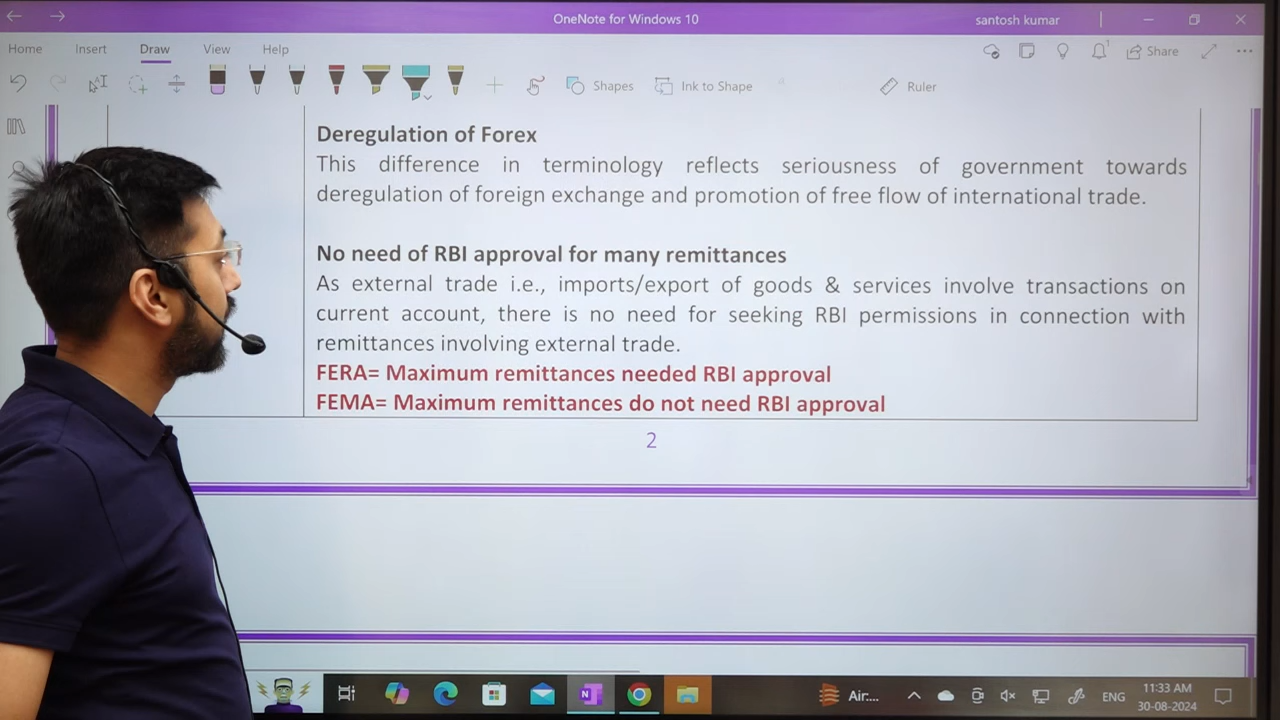 OneNote for Windows 10
santosh kumar
Home Insert Draw View Help
Share
Shapes
Ink to Shape
Ruler
Deregulation of Forex
This difference in terminology reflects seriousness of government towards
deregulation of foreign exchange and promotion of free flow of international trade.
No need of RBI approval for many remittances
As external trade i.e., imports/export of goods & services involve transactions on
current account, there is no need for seeking RBI permissions in connection with
remittances involving external trade.
FERA= Maximum remittances needed RBI approval
FEMA= Maximum remittances do not need RBI approval
2
Air....
ENG
11:33 AM
30-08-2024